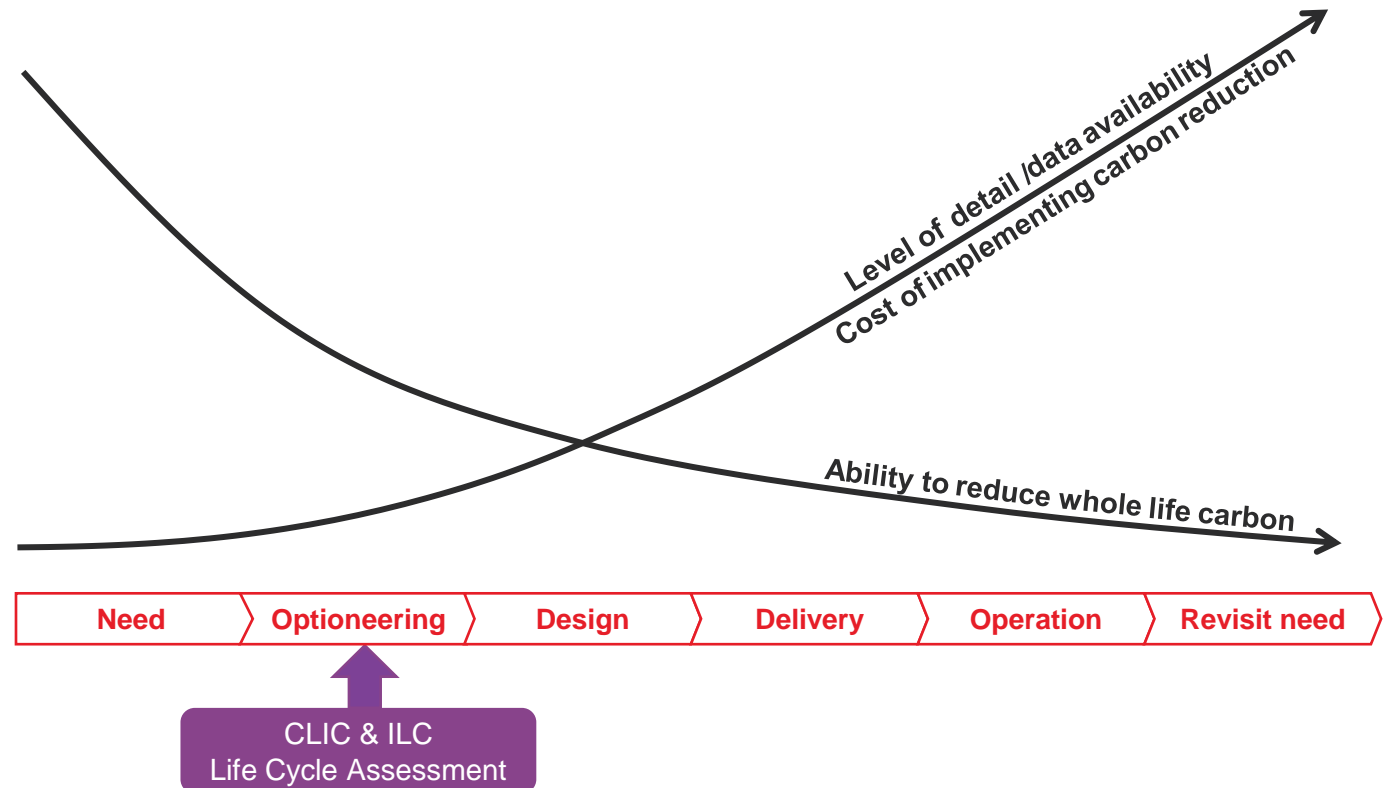 Level of detail /data availability
Cost of implementing carbon reduction
Ability to reduce whole life carbon
Need
Optioneering
Design
Delivery
Operation
Revisit need
CLIC & ILC
Life Cycle Assessment